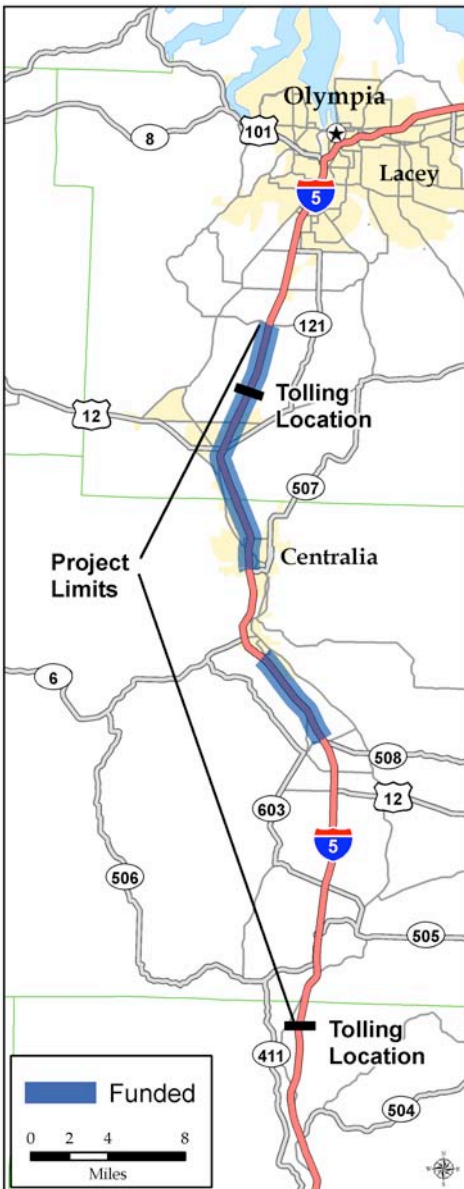 Olympia
101
8
Lacey
5
121
Tolling
Location
12
507
Project
Limits
Centralia
6
508
12
603
5
506
505
Tolling
Location
411
504
Funded
0 2 4 8
Miles